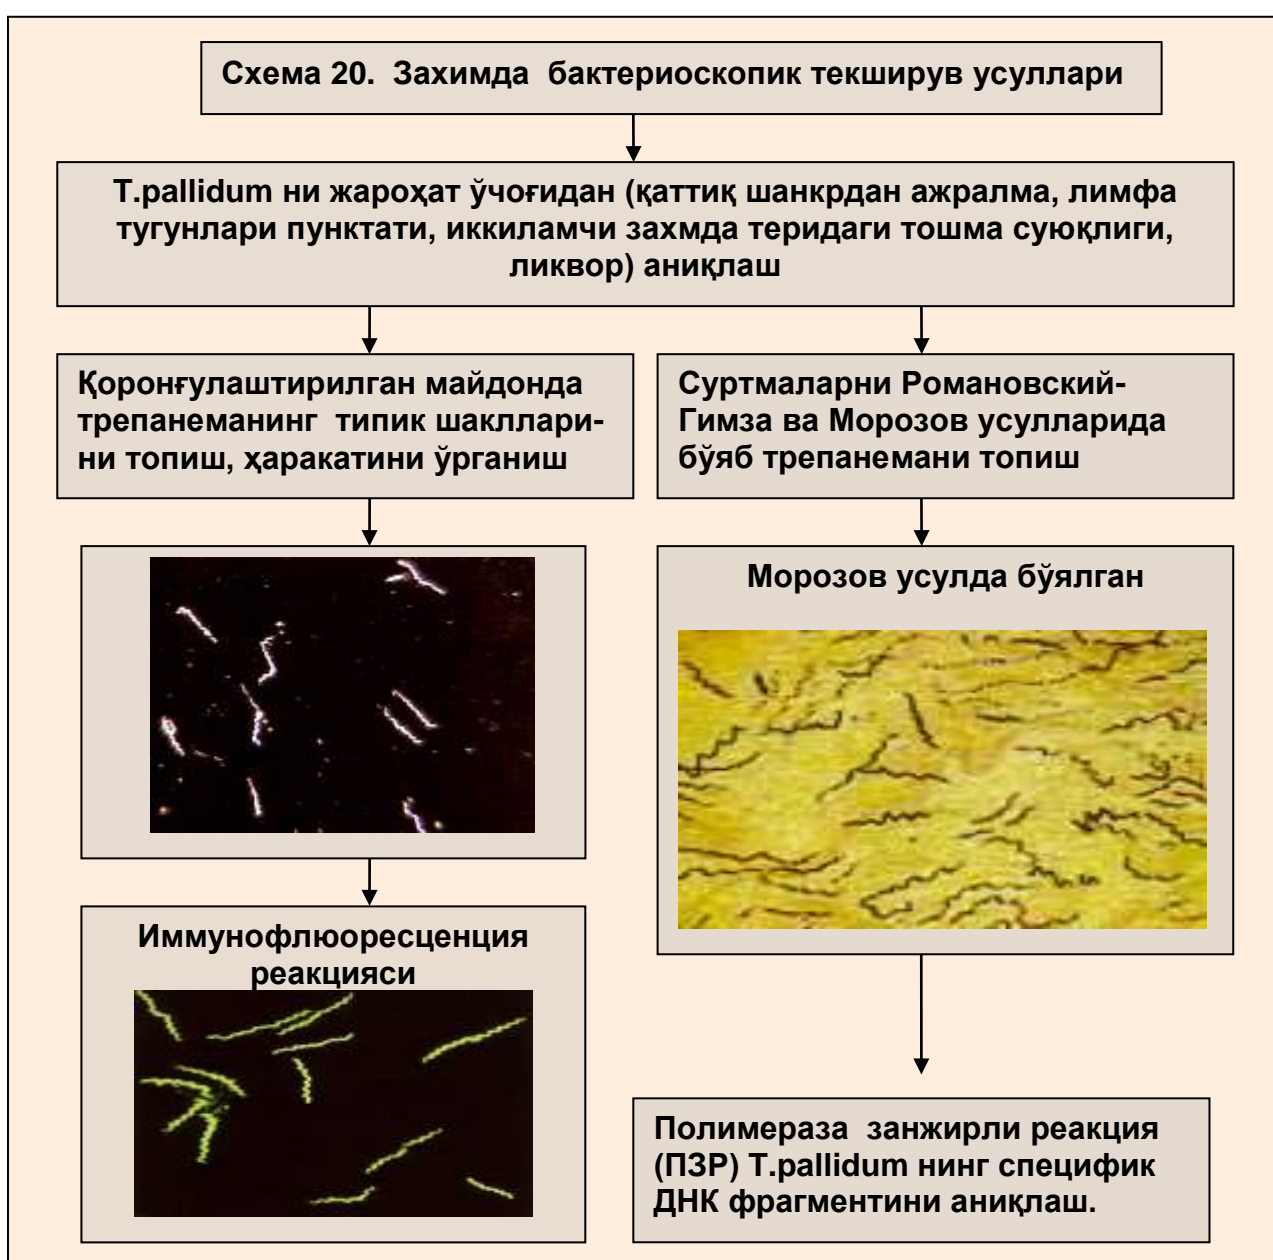 Схема 20. Захимда бактериоскопик текширув усуллари
T.pallidum ни жароҳат ўчоғидан (қаттиқ шанкрдан ажралма, лимфа
тугунлари пунктати, иккиламчи захмда теридаги тошма суюқлиги,
ликвор) аниқлаш
Қоронғулаштирилган майдонда
трепанеманинг типик шакллари-
ни топиш, ҳаракатини ўрганиш
Суртмаларни Романовский-
Гимза ва Морозов усулларида
бўяб трепанемани топиш
Морозов усулда бўялган
Иммунофлюоресценция
реакцияси
Полимераза занжирли реакция
(ПЗР) T.pallidum нинг специфик
ДНК фрагментини аниқлаш.